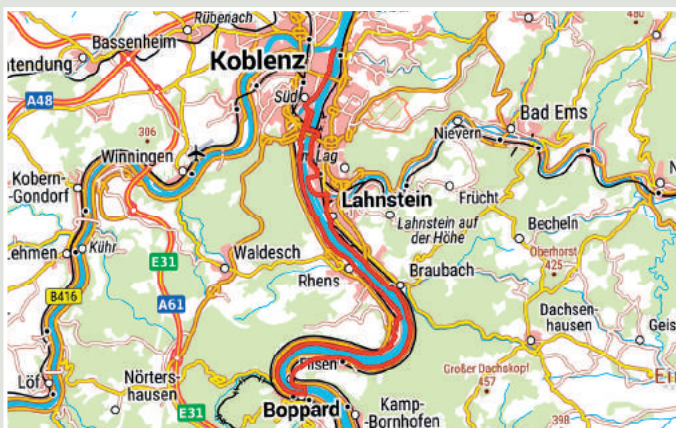 Rübenach
480
Bassenheim
Koblenz
ntendung
Süd
A48
Bad Ems
306
Nievern
Winningen
Lag
Kobern-
-Gondorf
Lahnstein
Frücht
Lahnstein auf
der Höhe
Becheln
Kühr
Lehmen
Waldesch
Oberhorst
425
E31
Rhens
Braubach
B416
A61
Dachsen-
hausen
Geis
Filsen
Großer Dachskopf
457
Löf
Nörters-
hausen
Boppard
Kamp-
-Bornhofen
E31
398